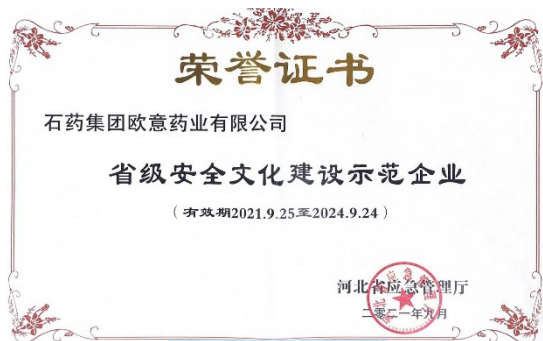 荣誉证书
石药集团欧意药业有限公司
省级安全文化建设示范企业
（有效期2021.9.25至2024.9.24）
河北省应急管理厅
二零二一年九月